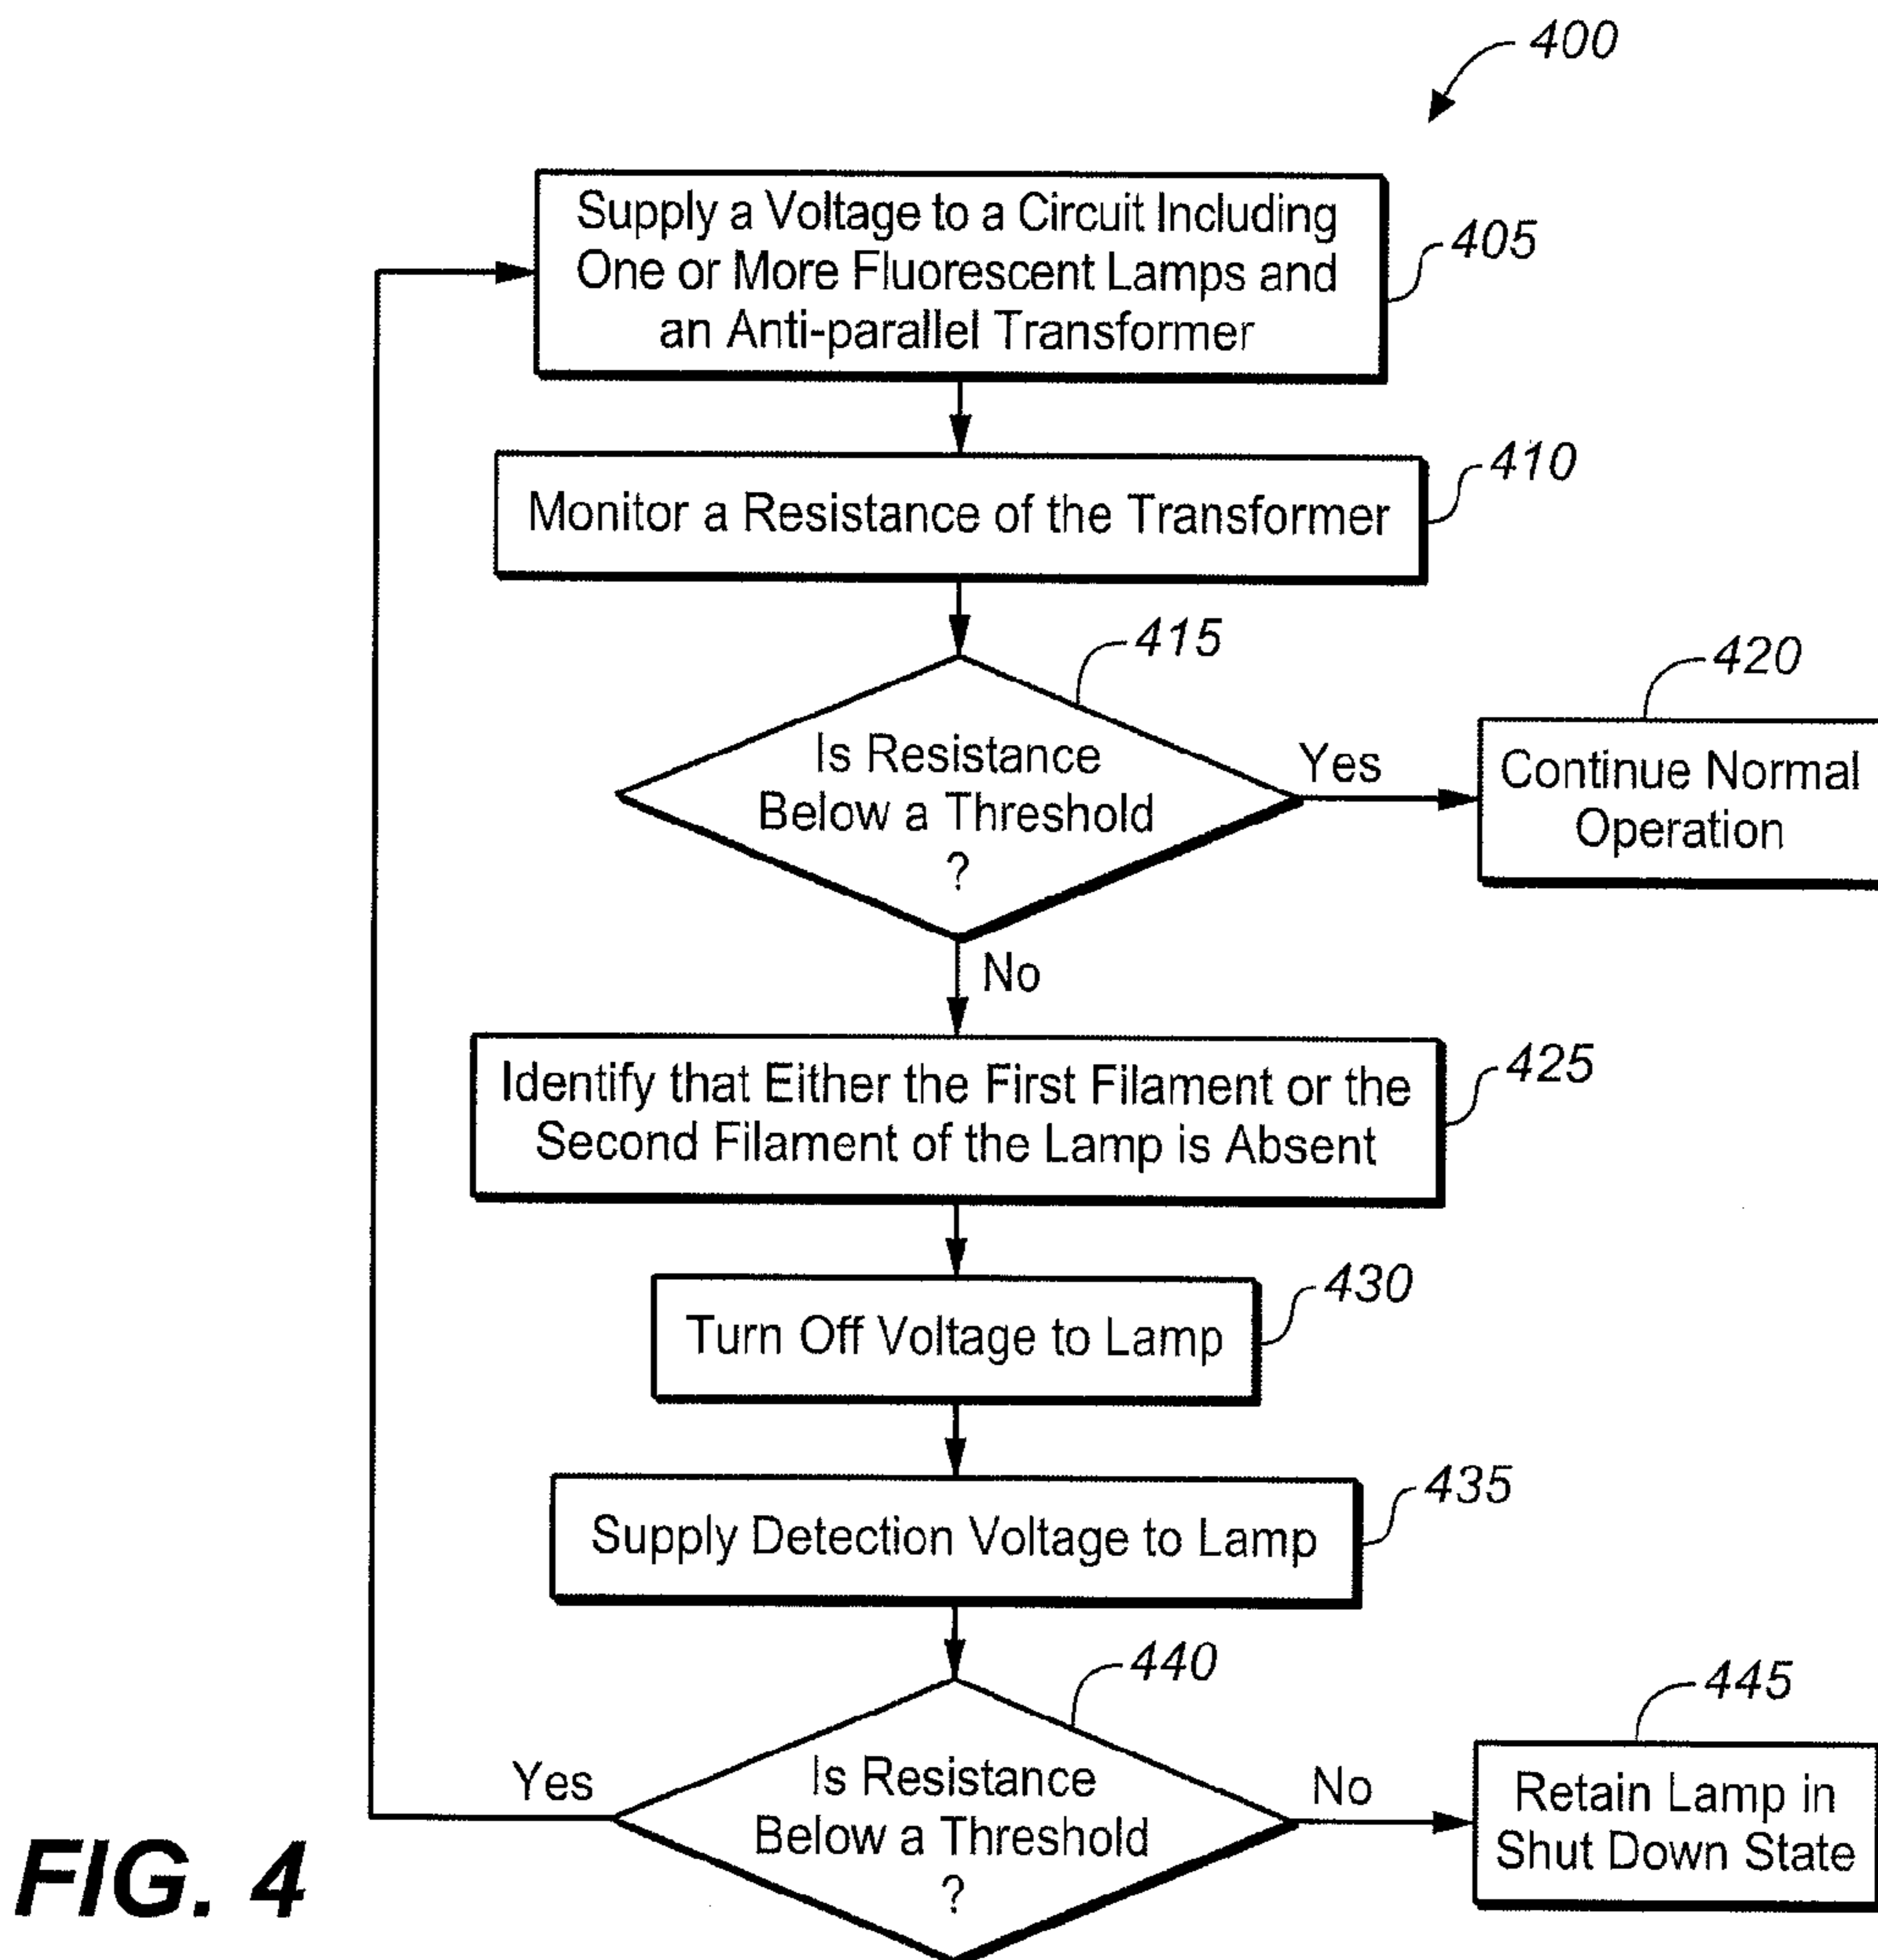 400
Supply a Voltage to a Circuit Including
One or More Fluorescent Lamps and
an Anti-parallel Transformer
405
Monitor a Resistance of the Transformer
410
415
Is Resistance
Below a Threshold
?
Yes
420
Continue Normal
Operation
No
Identify that Either the First Filament or the
Second Filament of the Lamp is Absent
425
Turn Off Voltage to Lamp
430
Supply Detection Voltage to Lamp
435
440
Is Resistance
Below a Threshold
?
Yes
No
445
Retain Lamp in
Shut Down State
FIG. 4